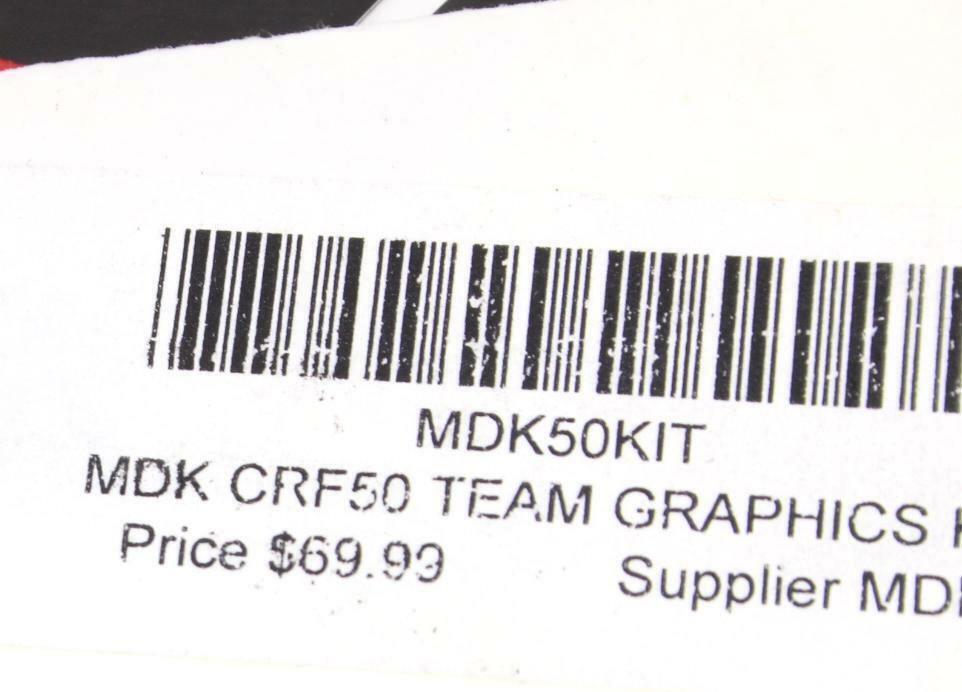 MDK50KIT
MDK CRF50 TEAM GRAPHICS
Price $69.99
Supplier